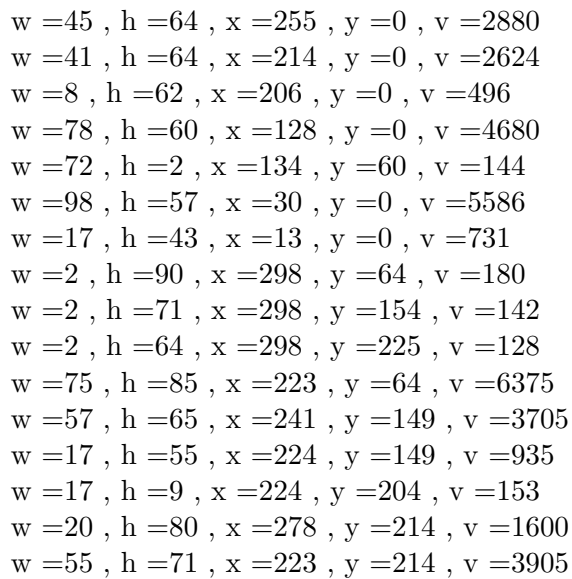 w =45 , h =64 , x =255 , y =0 , v =2880
w =41 , h =64 , x =214 , y =0 , v =2624
w =8 , h =62 , x =206 , y =0 , v =496
w =78 , h =60 , x =128 , y =0 , v =4680
w =72 , h =2 , x =134 , y =60 , v =144
w =98 , h =57 , x =30 , y =0 , v =5586
w =17 , h =43 , x =13 , y =0 , v =731
w =2 , h =90 , x =298 , y =64 , v =180
w =2 , h =71 , x =298 , y =154 , v =142
w =2 , h =64 , x =298 , y =225 , v =128
w =75 , h =85 , x =223 , y =64 , v =6375
w =57 , h =65 , x =241 , y =149 , v =3705
w =17 , h =55 , x =224 , y =149 , v =935
w =17 , h =9 , x =224 , y =204 , v =153
w =20 , h =80 , x =278 , y =214 , v =1600
w =55 , h =71 , x =223 , y =214 , v =3905